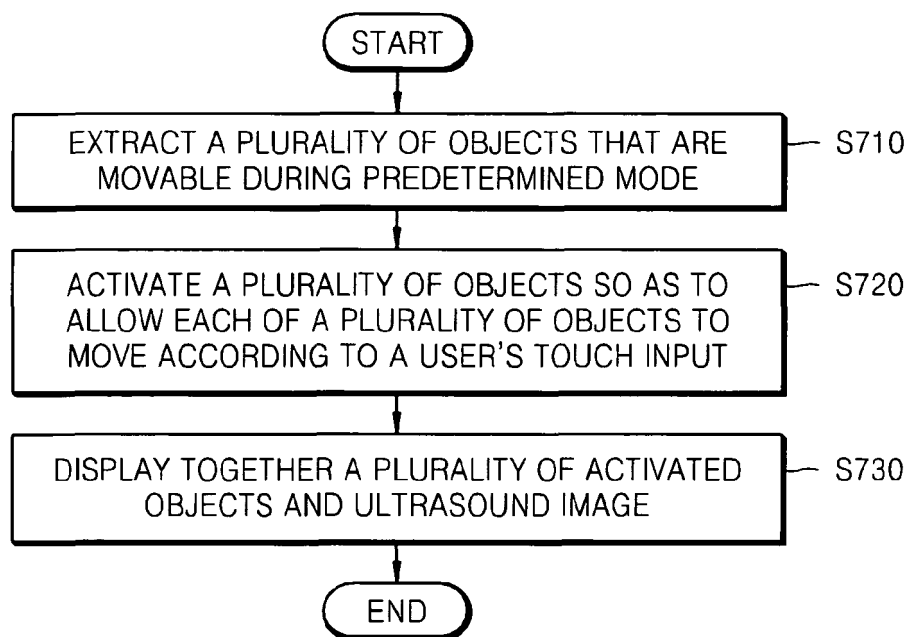 START
EXTRACT A PLURALITY OF OBJECTS THAT ARE
MOVABLE DURING PREDETERMINED MODE
S710
ACTIVATE A PLURALITY OF OBJECTS SO AS TO
ALLOW EACH OF A PLURALITY OF OBJECTS TO
MOVE ACCORDING TO A USER'S TOUCH INPUT
S720
DISPLAY TOGETHER A PLURALITY OF ACTIVATED
OBJECTS AND ULTRASOUND IMAGE
S730
END